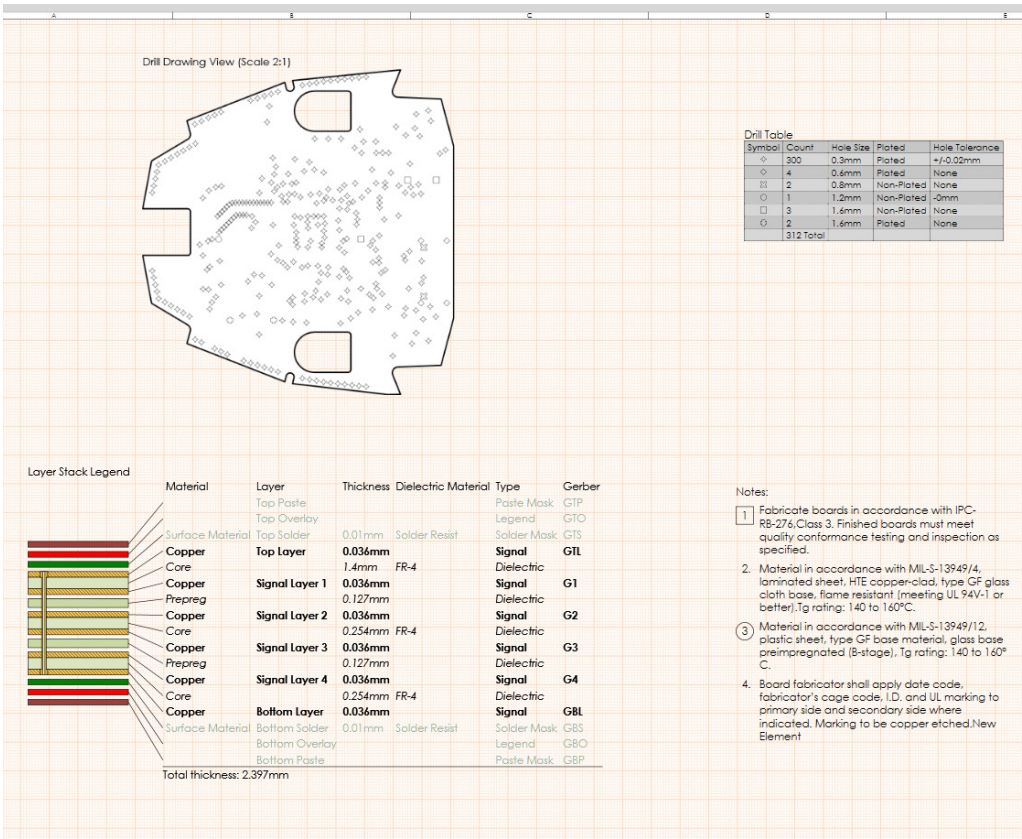 A B C D E
Drill Drawing View (Scale 2:1)
Drill Table
Symbol Count Hole Size Plated Hole Tolerance
300 0.3mm Plated +/-0.02mm
4 0.6mm Plated None
2 0.8mm Non-Plated None
1 1.2mm Non-Plated -0mm
3 1.6mm Non-Plated None
2 1.6mm Plated None
312 Total
Layer Stack Legend
Material Layer Thickness Dielectric Material Type Gerber
Top Paste Paste Mask GTP
Top Overlay Legend GTO
Surface Material Top Solder 0.01mm Solder Resist Solder Mask GTS
Copper Top Layer 0.036mm Signal GTL
Core 1.4mm FR-4 Dielectric
Copper Signal Layer 1 0.036mm Signal G1
Prepreg 0.127mm Dielectric
Copper Signal Layer 2 0.036mm Signal G2
Core 0.254mm FR-4 Dielectric
Copper Signal Layer 3 0.036mm Signal G3
Prepreg 0.127mm Dielectric
Copper Signal Layer 4 0.036mm Signal G4
Core 0.254mm FR-4 Dielectric
Copper Bottom Layer 0.036mm Signal GBL
Surface Material Bottom Solder 0.01mm Solder Resist Solder Mask GBS
Bottom Overlay Legend GBO
Bottom Paste Paste Mask GBP
Total thickness: 2.397mm
Notes:
1 Fabricate boards in accordance with IPC-
RB-276,Class 3. Finished boards must meet
quality conformance testing and inspection as
specified.
2. Material in accordance with MIL-S-13949/4,
laminated sheet, HTE copper-clad, type GF glass
cloth base, flame resistant (meeting UL 94V-1 or
better).Tg rating: 140 to 160°C.
3 Material in accordance with MIL-S-13949/12,
plastic sheet, type GF base material, glass base
preimpregnated (B-stage), Tg rating: 140 to 160°
C.
4. Board fabricator shall apply date code,
fabricator's cage code, I.D. and UL marking to
primary side and secondary side where
indicated. Marking to be copper etched.New
Element